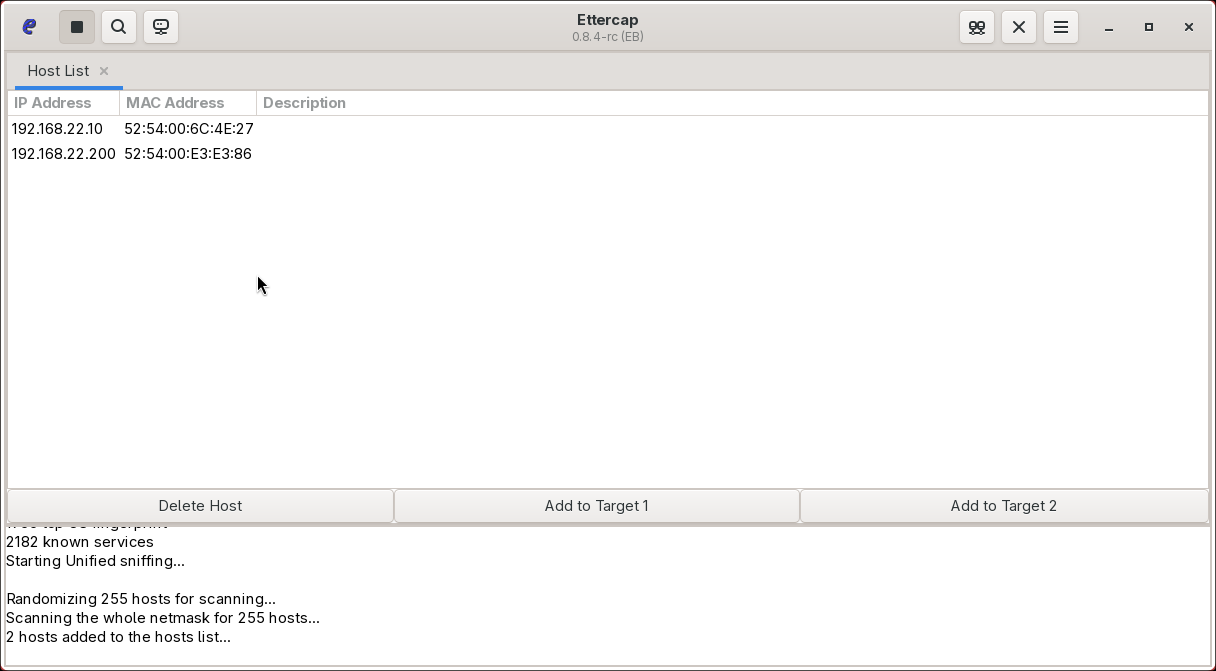 Ettercap
0.8.4-rc (EB)
Host List
IP Address MAC Address Description
192.168.22.10 52:54:00:6C:4E:27
192.168.22.200 52:54:00:E3:E3:86
Delete Host Add to Target 1 Add to Target 2
2182 known services
Starting Unified sniffing...
Randomizing 255 hosts for scanning...
Scanning the whole netmask for 255 hosts...
2 hosts added to the hosts list...